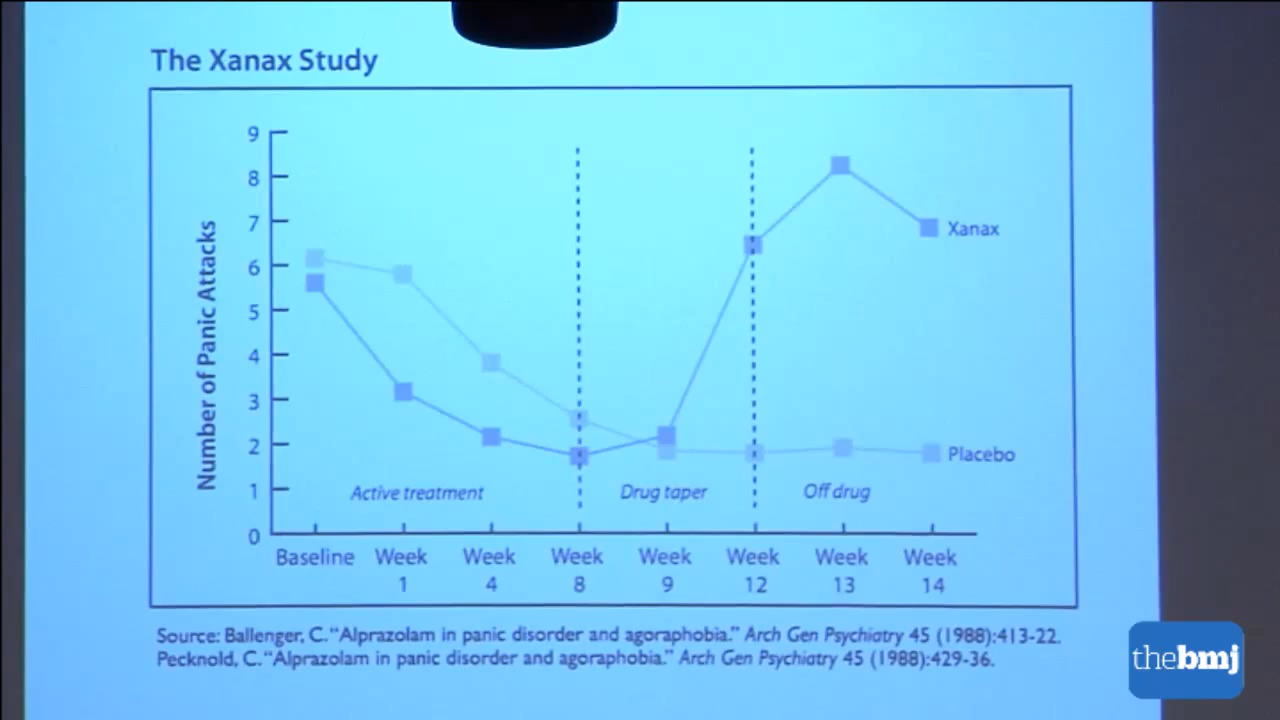 The Xanax Study
9
8
7
6
5
4
3
2
1
0
Number of Panic Attacks
Xanax
Placebo
Active treatment
Drug taper
Off drug
Baseline Week Week Week Week Week Week Week
1 4 8 9 12 13 14
Source: Ballenger, C. “Alprazolam in panic disorder and agoraphobia.” Arch Gen Psychiatry 45 (1988):413-22.
Pecknold, C. “Alprazolam in panic disorder and agoraphobia.” Arch Gen Psychiatry 45 (1988):429-36.
thebmj